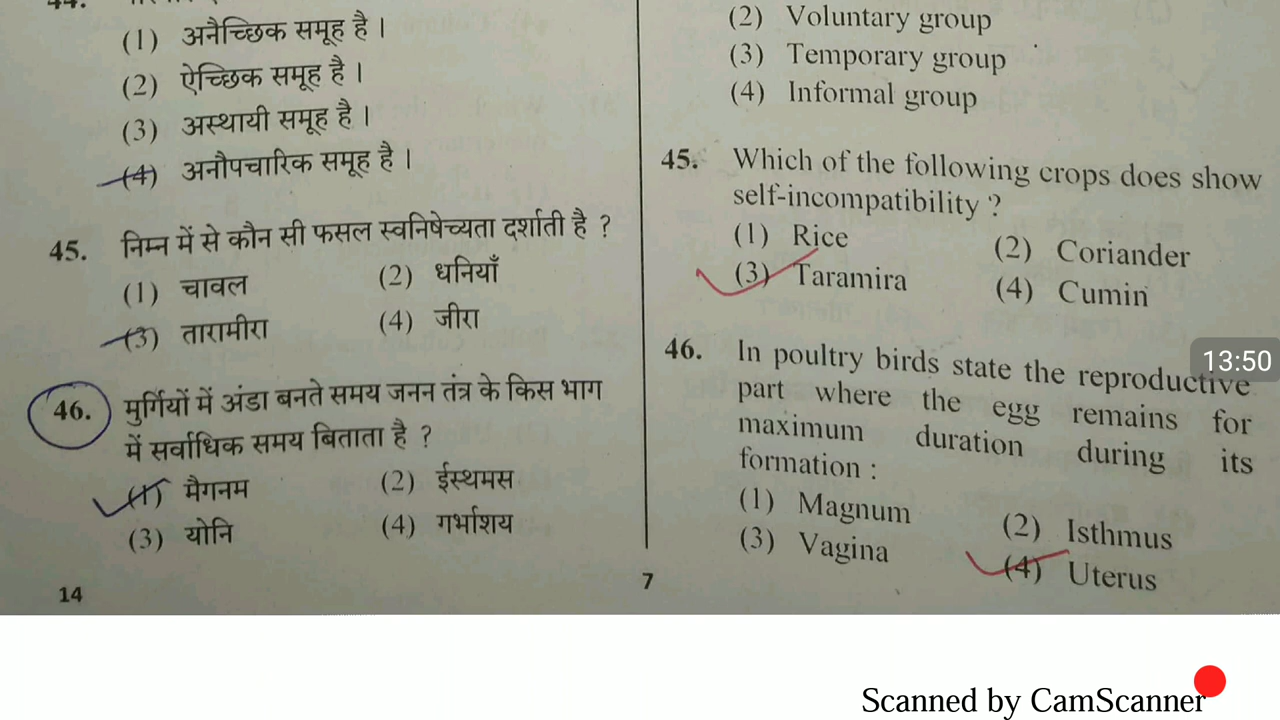 (1) अनैच्छिक समूह है ।
(2) ऐच्छिक समूह है ।
(3) अस्थायी समूह है ।
(4) अनौपचारिक समूह है ।
45. निम्न में से कौन सी फसल स्वनिषेच्यता दर्शाती है ?
(1) चावल (2) धनियाँ
(3) तारामीरा (4) जीरा
46. मुर्गियों में अंडा बनते समय जनन तंत्र के किस भाग
में सर्वाधिक समय बिताता है ?
(1) मैगनम (2) ईस्थमस
(3) योनि (4) गर्भाशय
14
(2) Voluntary group
(3) Temporary group
(4) Informal group
45. Which of the following crops does show
self-incompatibility ?
(1) Rice (2) Coriander
(3) Taramira (4) Cumin
46. In poultry birds state the reproductive
part where the egg remains for
maximum duration during its
formation :
(1) Magnum (2) Isthmus
(3) Vagina (4) Uterus
7
13:50
Scanned by CamScanner